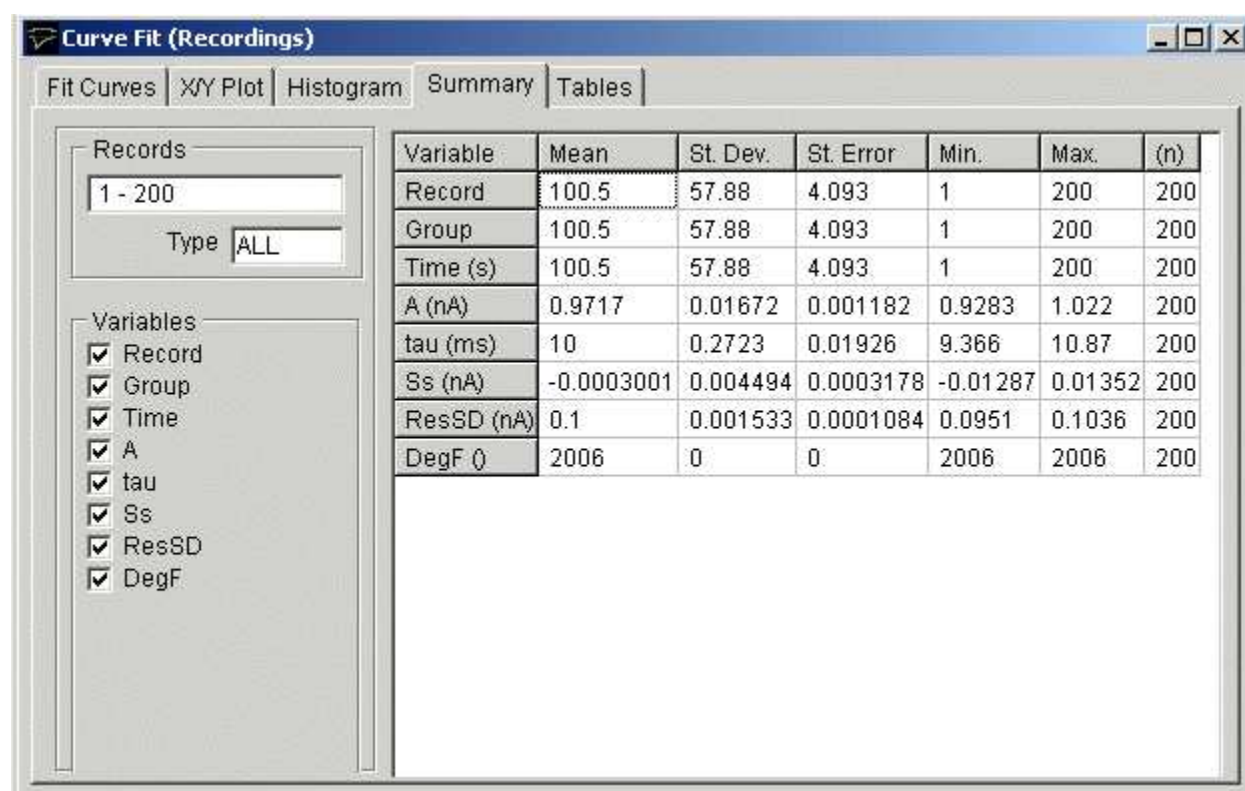 Curve Fit (Recordings)
Fit Curves X/Y Plot Histogram Summary Tables
Records
1 - 200
Type ALL
Variables
Record
Group
Time
A
tau
Ss
ResSD
DegF
Variable Mean St. Dev. St. Error Min. Max. (n)
Record 100.5 57.88 4.093 1 200 200
Group 100.5 57.88 4.093 1 200 200
Time (s) 100.5 57.88 4.093 1 200 200
A (nA) 0.9717 0.01672 0.001182 0.9283 1.022 200
tau (ms) 10 0.2723 0.01926 9.366 10.87 200
Ss (nA) -0.0003001 0.004494 0.0003178 -0.01287 0.01352 200
ResSD (nA) 0.1 0.001533 0.0001084 0.0951 0.1036 200
DegF () 2006 0 0 2006 2006 200